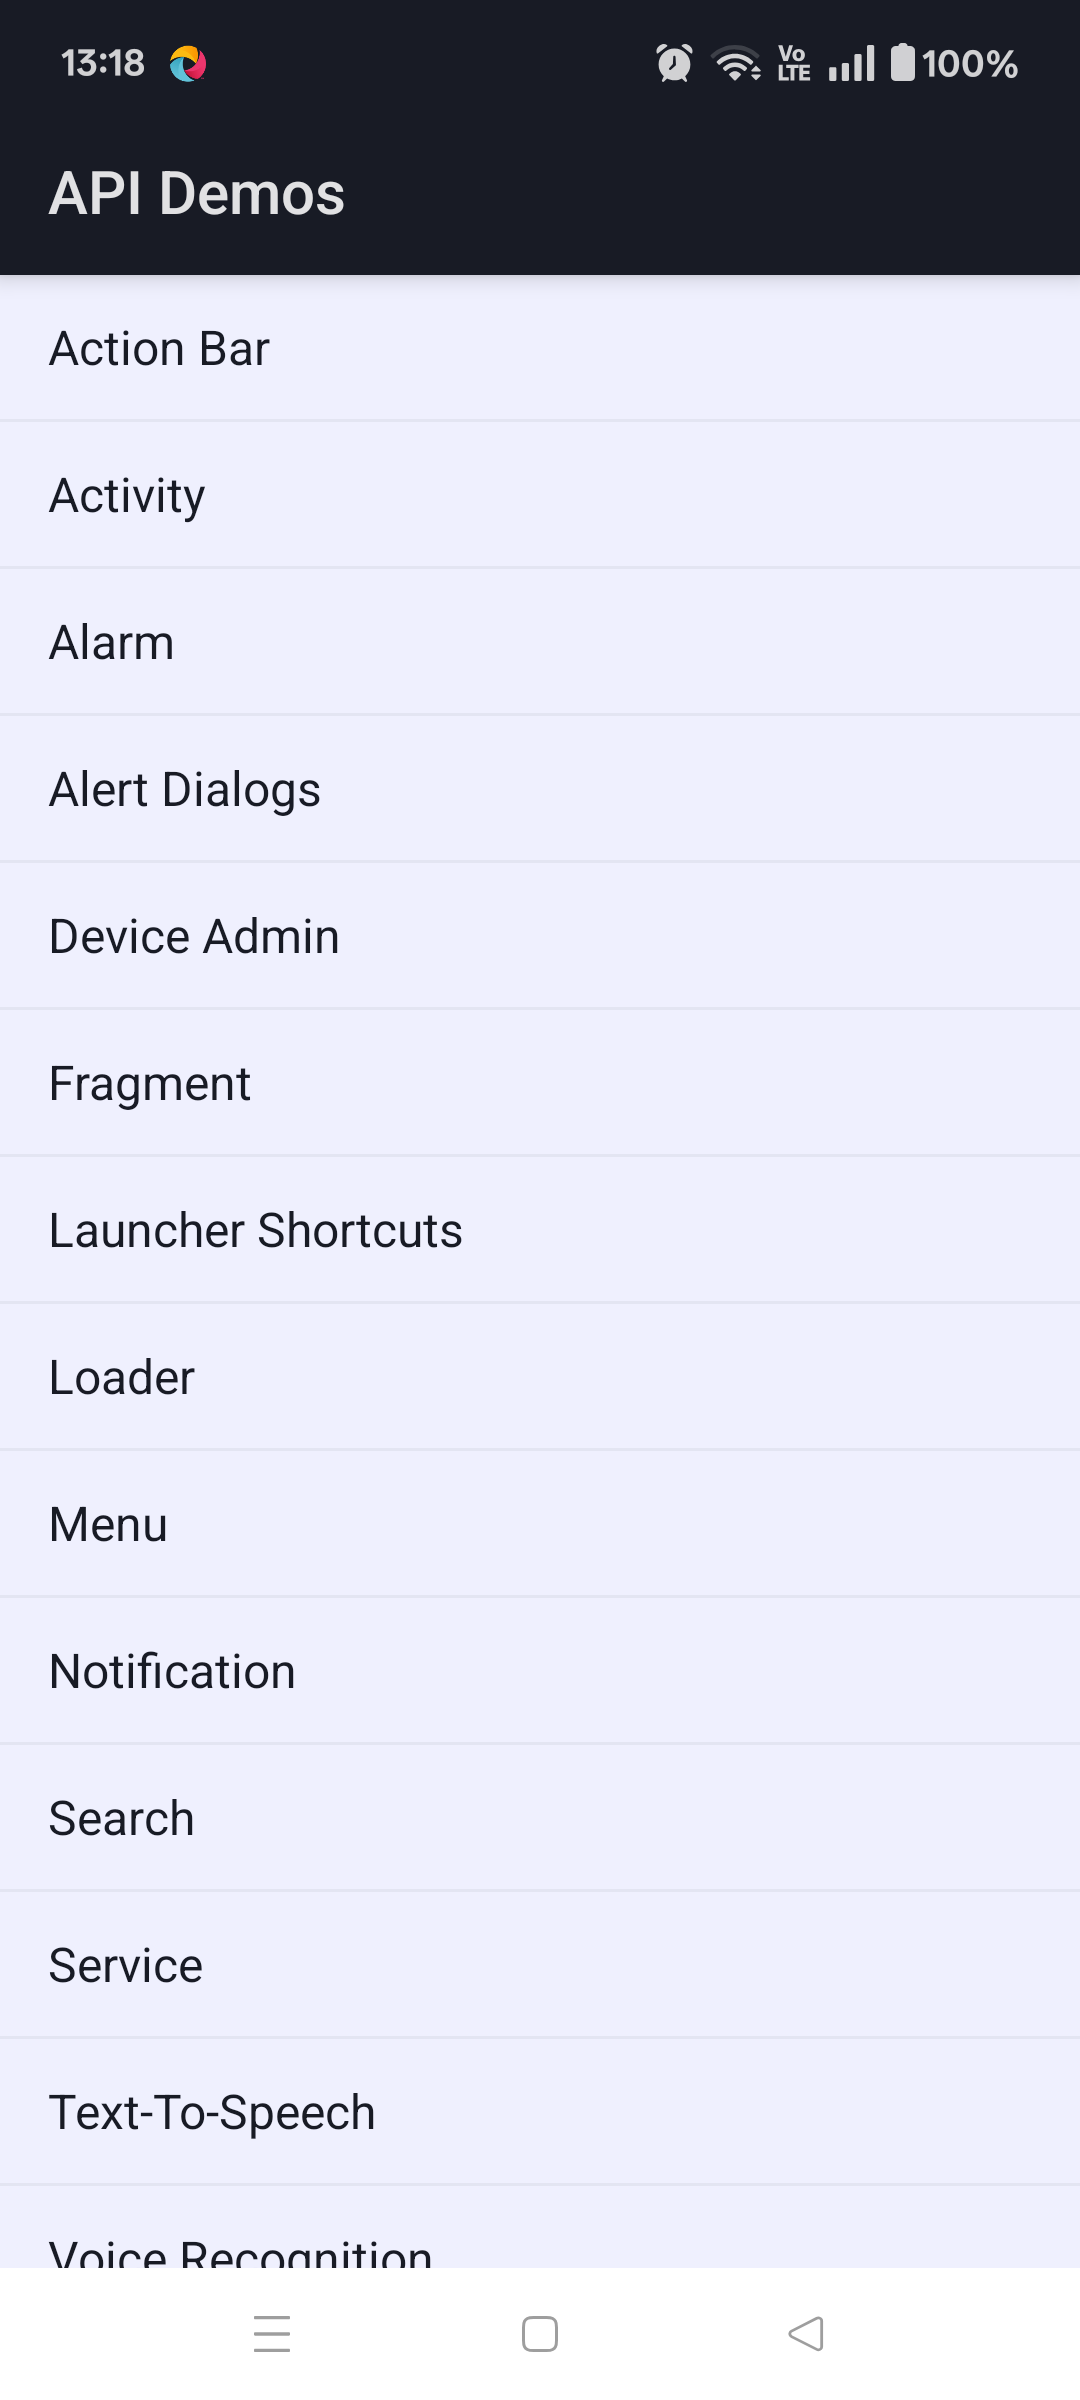 13:18
Vo LTE
100%
API Demos
Action Bar
Activity
Alarm
Alert Dialogs
Device Admin
Fragment
Launcher Shortcuts
Loader
Menu
Notification
Search
Service
Text-To-Speech
Voice Recognition